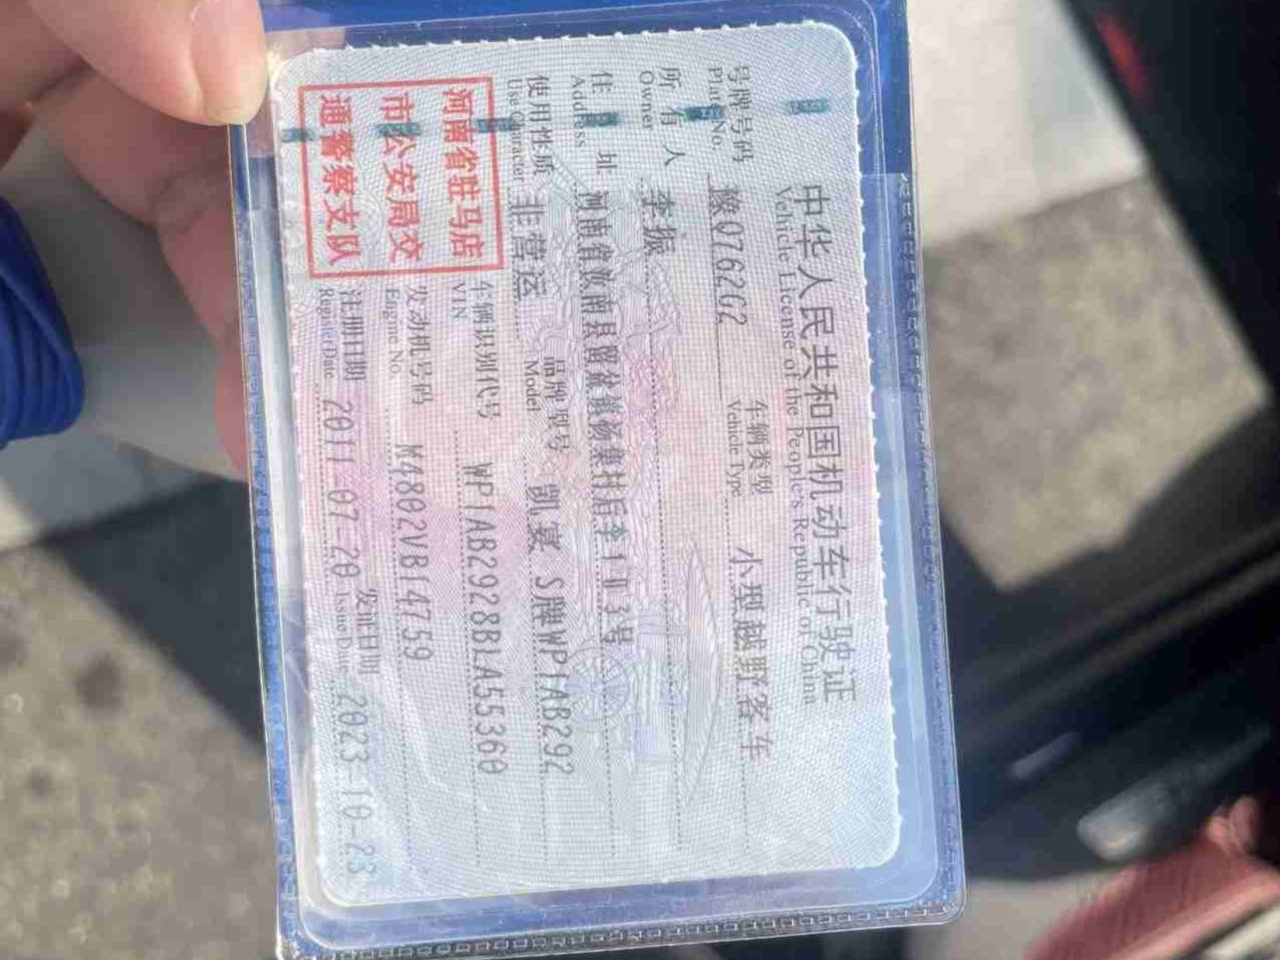 中华人民共和国机动车行驶证
Vehicle License of the People's Republic of China
号牌号码 豫Q762G2 车辆类型 小型越野客车
Plate No. Vehicle Type
所有人 李振
Owner
住址 河南省汝南县留盆镇杨集村后李103号
Address
使用性质 非营运 品牌型号 凯宴 S牌WP1AB292
Use Character Model
河南省驻马店
市公安局交
通警察支队
车辆识别代号 WP1AB2928BLA55360
VIN
发动机号码 M4802VB14759
Engine No.
注册日期 2011-07-20 发证日期 2023-10-23
Register Date Issue Date